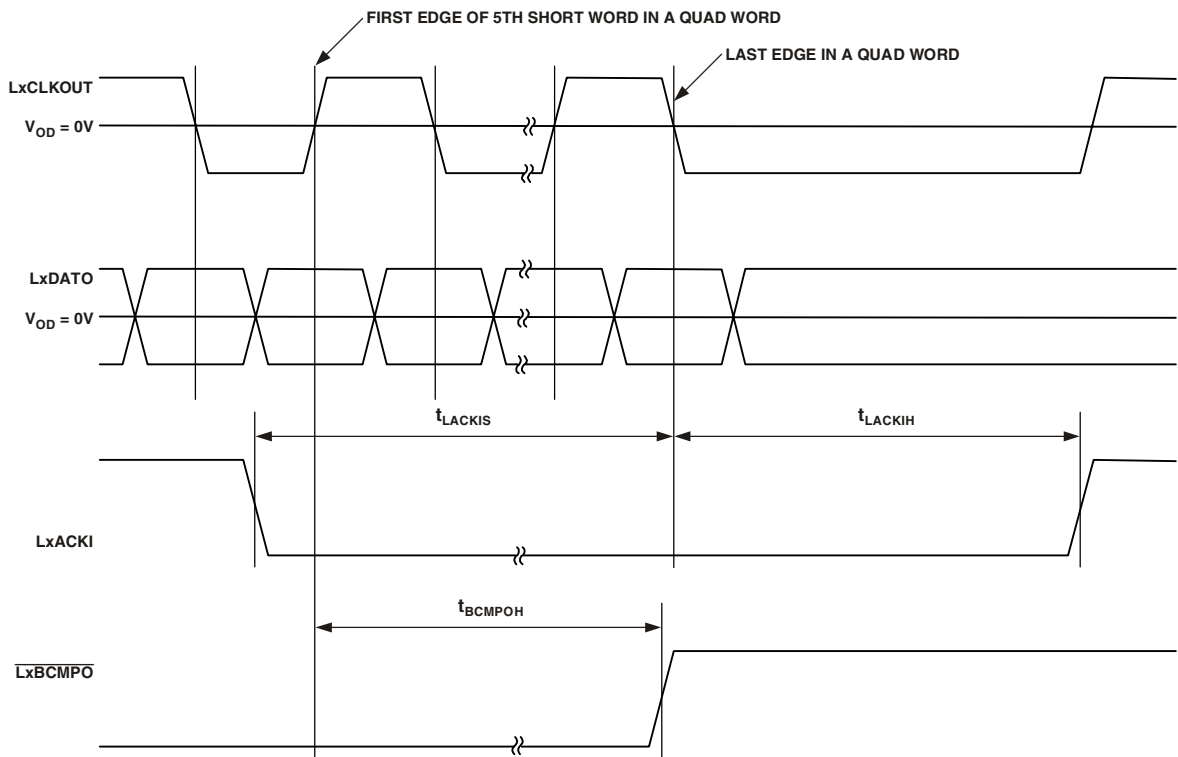 FIRST EDGE OF 5TH SHORT WORD IN A QUAD WORD
LAST EDGE IN A QUAD WORD
LxCLKOUT
VOD = 0V
LxDATO
VOD = 0V
tLACKIS
tLACKIH
LxACKI
tBCMPOH
LxBCMPO